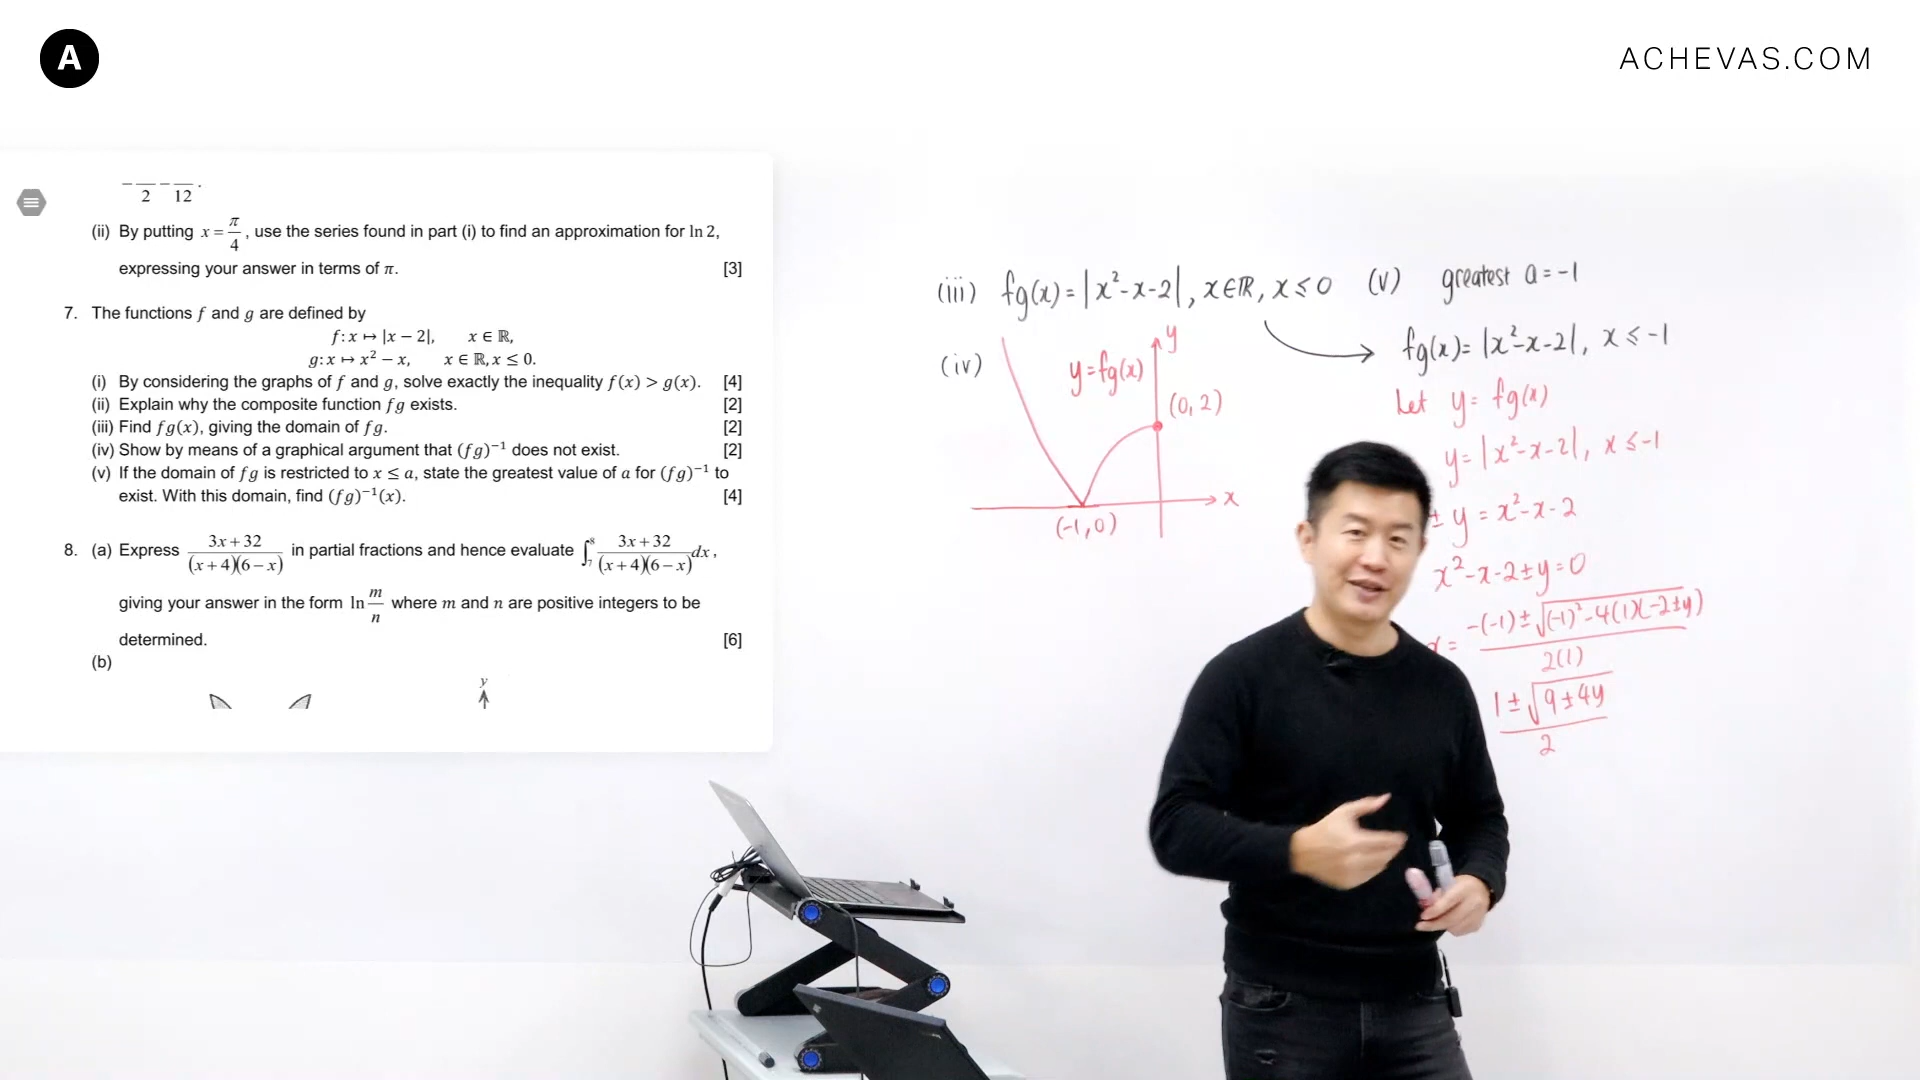 A
ACHEVAS.COM
− 2 − 12 .
(ii) By putting x = π/4 , use the series found in part (i) to find an approximation for ln 2,
expressing your answer in terms of π. [3]
7. The functions f and g are defined by
f: x ↦ |x − 2|, x ∈ ℝ,
g: x ↦ x² − x, x ∈ ℝ, x ≤ 0.
(i) By considering the graphs of f and g, solve exactly the inequality f(x) > g(x). [4]
(ii) Explain why the composite function fg exists. [2]
(iii) Find fg(x), giving the domain of fg. [2]
(iv) Show by means of a graphical argument that (fg)⁻¹ does not exist. [2]
(v) If the domain of fg is restricted to x ≤ a, state the greatest value of a for (fg)⁻¹ to
exist. With this domain, find (fg)⁻¹(x). [4]
8. (a) Express (3x + 32)/((x + 4)(6 − x)) in partial fractions and hence evaluate ∫₇⁸ (3x + 32)/((x + 4)(6 − x)) dx ,
giving your answer in the form ln m/n where m and n are positive integers to be
determined. [6]
(b)
y
(iii) fg(x) = |x² - x - 2|, x ∈ ℝ, x ≤ 0
(iv)
y = fg(x)
y
(0, 2)
x
(-1, 0)
(v) greatest a = -1
fg(x) = |x² - x - 2|, x ≤ -1
Let y = fg(x)
y = |x² - x - 2|, x ≤ -1
± y = x² - x - 2
x² - x - 2 ± y = 0
x = (-(-1) ± √((-1)² - 4(1)(-2 ± y)))/2(1)
(1 ± √(9 ± 4y))/2